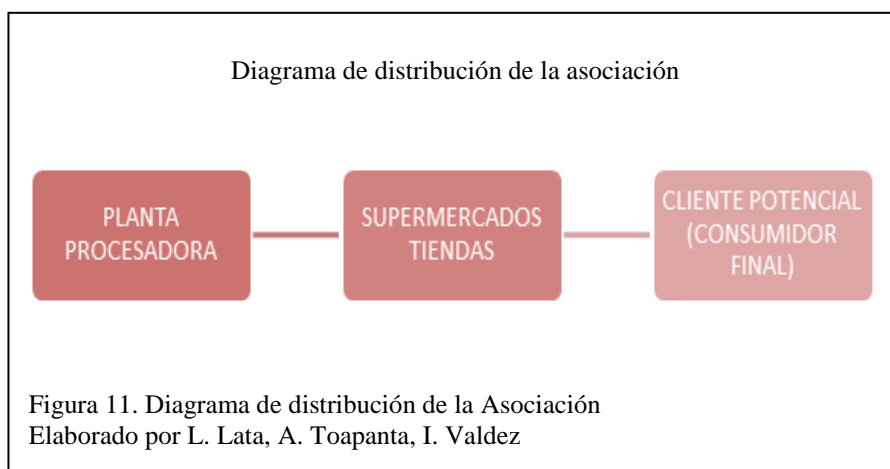 Diagrama de distribución de la asociación
PLANTA
PROCESADORA
SUPERMERCADOS
TIENDAS
CLIENTE POTENCIAL
(CONSUMIDOR
FINAL)
Figura 11. Diagrama de distribución de la Asociación
Elaborado por L. Lata, A. Toapanta, I. Valdez